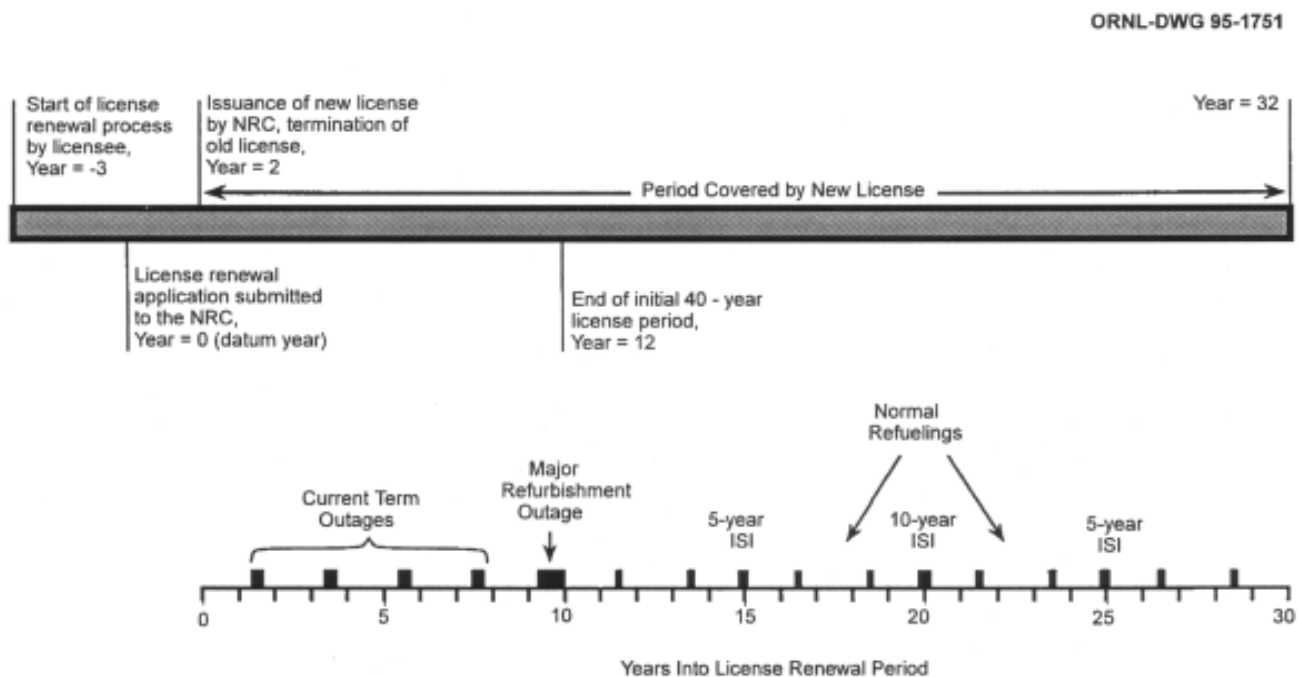 ORNL-DWG 95-1751
Start of license
renewal process
by licensee,
Year = -3
Issuance of new license
by NRC, termination of
old license,
Year = 2
Year = 32
Period Covered by New License
License renewal
application submitted
to the NRC,
Year = 0 (datum year)
End of initial 40 - year
license period,
Year = 12
Normal
Refuelings
Current Term
Outages
Major
Refurbishment
Outage
5-year
ISI
10-year
ISI
5-year
ISI
0 5 10 15 20 25 30
Years Into License Renewal Period